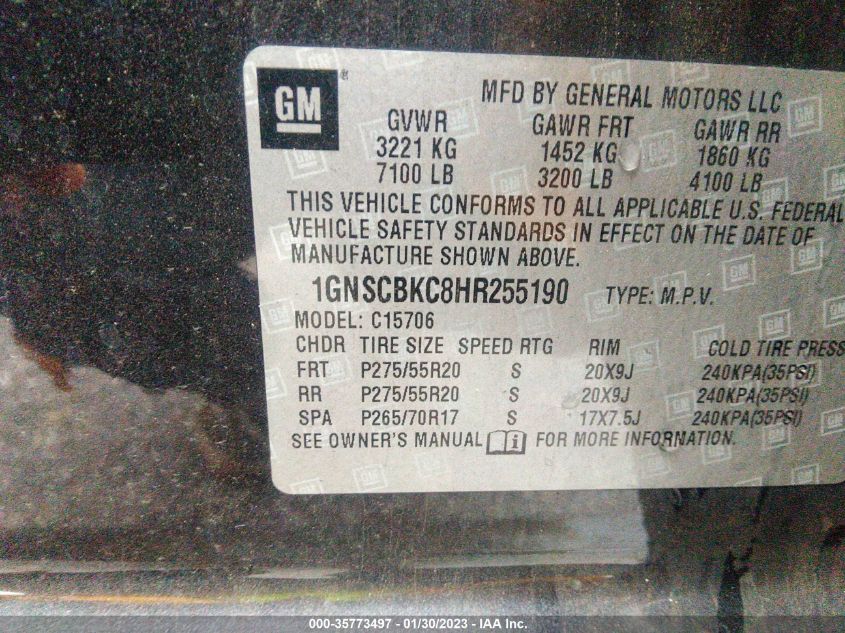 GM ®
MFD BY GENERAL MOTORS LLC
GVWR GAWR FRT GAWR RR
3221 KG 1452 KG 1860 KG
7100 LB 3200 LB 4100 LB
THIS VEHICLE CONFORMS TO ALL APPLICABLE U.S. FEDERAL
VEHICLE SAFETY STANDARDS IN EFFECT ON THE DATE OF
MANUFACTURE SHOWN ABOVE.
1GNSCBKC8HR255190 TYPE: M.P.V.
MODEL: C15706
CHDR TIRE SIZE SPEED RTG RIM COLD TIRE PRESS
FRT P275/55R20 S 20X9J 240KPA(35PSI)
RR P275/55R20 S 20X9J 240KPA(35PSI)
SPA P265/70R17 S 17X7.5J 240KPA(35PSI)
SEE OWNER'S MANUAL i FOR MORE INFORMATION.
000-35773497 - 01/30/2023 - IAA Inc.